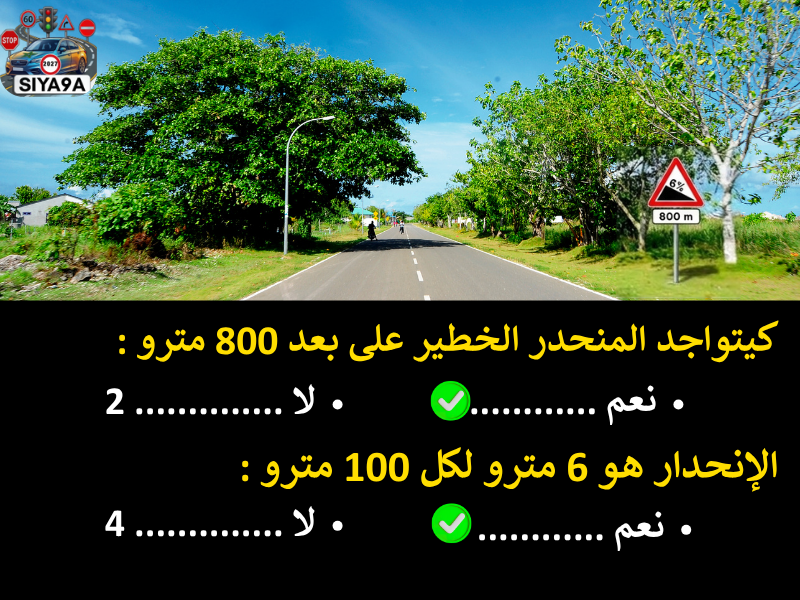 60
STOP
2027
SIYA9A
6%
800 m
كيتواجد المنحدر الخطير على بعد 800 مترو :
• نعم ............ • لا .............. 2
الإنحدار هو 6 مترو لكل 100 مترو :
• نعم ............ • لا .............. 4